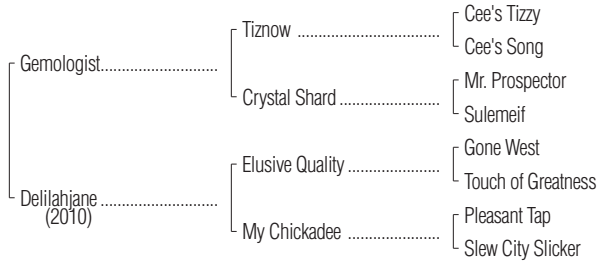 Cee's Tizzy
Tiznow ................................
Cee's Song
Gemologist..........................
Mr. Prospector
Crystal Shard ......................
Sulemeif
Gone West
Elusive Quality ....................
Touch of Greatness
Delilahjane ..........................
(2010)
Pleasant Tap
My Chickadee ....................
Slew City Slicker